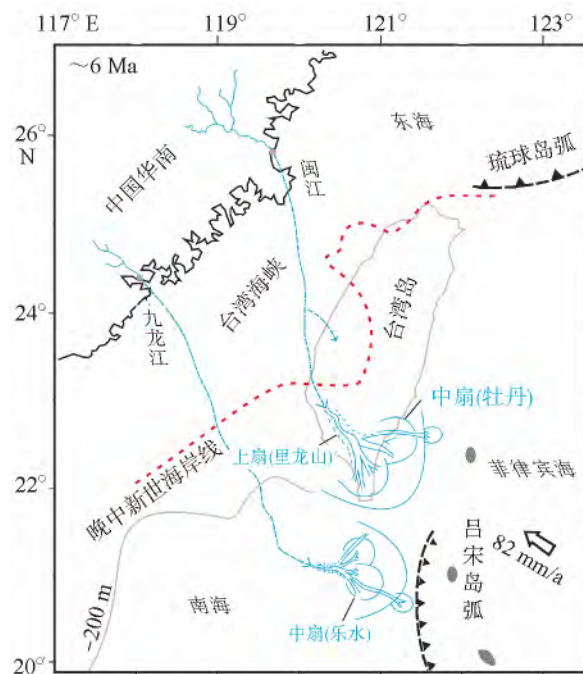 117° E
119°
121°
123°
~6 Ma
26°
N
东海
琉球岛弧
中国华南
闽江
24°
台湾海峡
台湾岛
九龙江
中扇(牡丹)
上扇(里龙山)
晚中新世海岸线
菲律宾海
22°
吕宋岛弧
82 mm/a
-200 m
南海
中扇(乐水)
20°